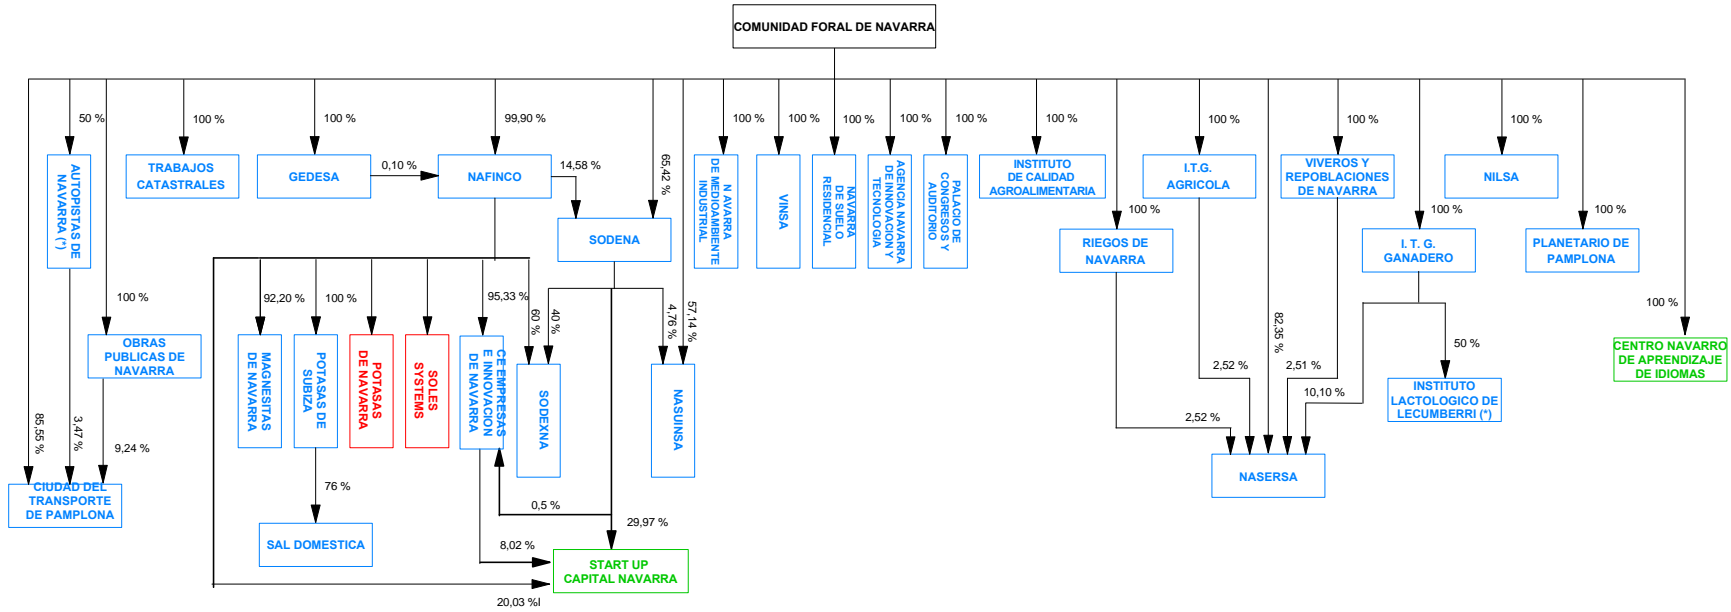 COMUNIDAD FORAL DE NAVARRA
50 %
100 %
100 %
99,90 %
100 %
100 %
100 %
100 %
100 %
100 %
100 %
100 %
100 %
100 %
AUTOPISTAS DE
NAVARRA (*)
TRABAJOS
CATASTRALES
GEDESA
0,10 %
NAFINCO
14,58 %
65,42 %
SODENA
N AVARRA
DE MEDIOAMBIENTE
INDUSTRIAL
VINSA
NAVARRA
DE SUELO
RESIDENCIAL
AGENCIA NAVARRA
DE INNOVACION Y
TECNOLOGIA
PALACIO DE
CONGRESOS Y
AUDITORIO
INSTITUTO
DE CALIDAD
AGROALIMENTARIA
I.T.G.
AGRICOLA
VIVEROS Y
REPOBLACIONES
DE NAVARRA
NILSA
100 %
100 %
100 %
RIEGOS DE
NAVARRA
I. T. G.
GANADERO
PLANETARIO DE
PAMPLONA
100 %
92,20 %
100 %
95,33 %
60 %
40 %
4,76 %
57,14 %
82,35 %
100 %
OBRAS
PUBLICAS DE
NAVARRA
MAGNESITAS
DE NAVARRA
POTASAS DE
SUBIZA
POTASAS
DE NAVARRA
SOLES
SYSTEMS
CE EMPRESAS
E INNOVACION
DE NAVARRA
SODEXNA
NASUINSA
CENTRO NAVARRO
DE APRENDIZAJE
DE IDIOMAS
50 %
2,52 %
2,51 %
10,10 %
INSTITUTO
LACTOLOGICO DE
LECUMBERRI (*)
85,55 %
3,47 %
9,24 %
2,52 %
CIUDAD DEL
TRANSPORTE
DE PAMPLONA
76 %
NASERSA
0,5 %
29,97 %
SAL DOMESTICA
8,02 %
START UP
CAPITAL NAVARRA
20,03 %l